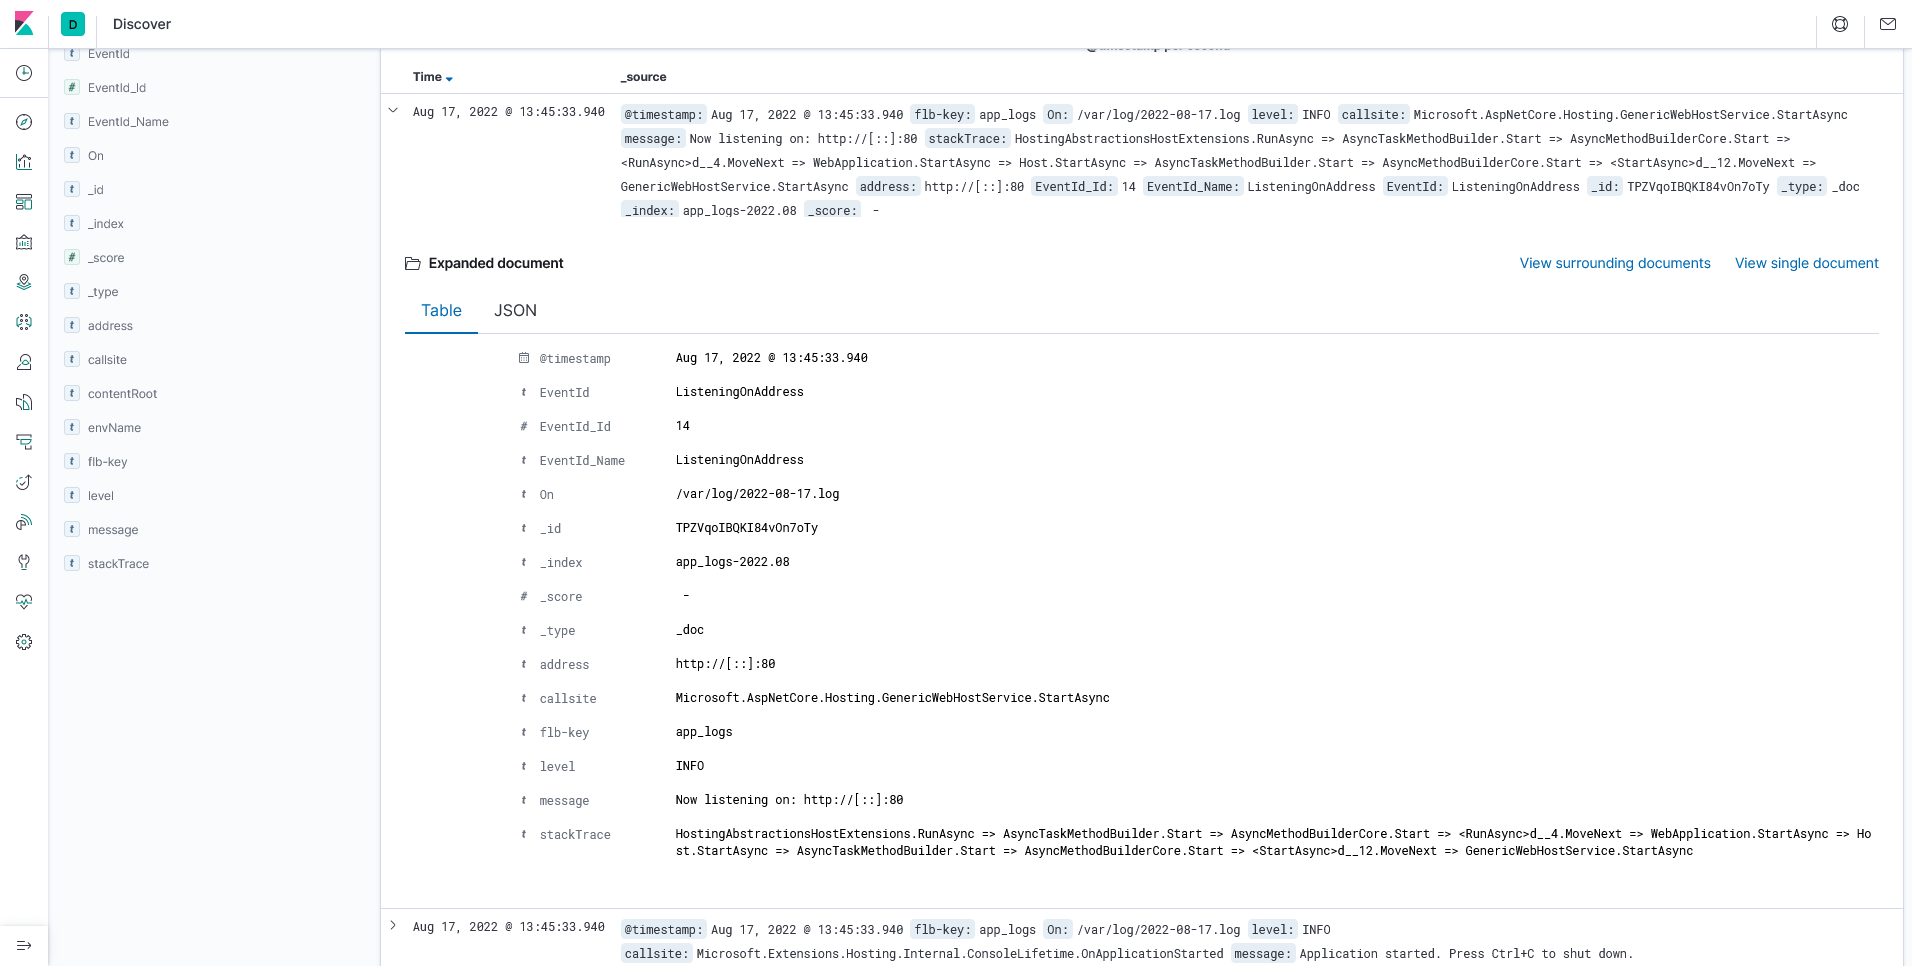 D Discover
EventId
EventId_Id
EventId_Name
On
_id
_index
_score
_type
address
callsite
contentRoot
envName
flb-key
level
message
stackTrace
@timestamp per second
Time _source
Aug 17, 2022 @ 13:45:33.940 @timestamp: Aug 17, 2022 @ 13:45:33.940 flb-key: app_logs On: /var/log/2022-08-17.log level: INFO callsite: Microsoft.AspNetCore.Hosting.GenericWebHostService.StartAsync
message: Now listening on: http://[::]:80 stackTrace: HostingAbstractionsHostExtensions.RunAsync => AsyncTaskMethodBuilder.Start => AsyncMethodBuilderCore.Start =>
<RunAsync>d__4.MoveNext => WebApplication.StartAsync => Host.StartAsync => AsyncTaskMethodBuilder.Start => AsyncMethodBuilderCore.Start => <StartAsync>d__12.MoveNext =>
GenericWebHostService.StartAsync address: http://[::]:80 EventId_Id: 14 EventId_Name: ListeningOnAddress EventId: ListeningOnAddress _id: TPZVqoIBQKI84vOn7oTy _type: _doc
_index: app_logs-2022.08 _score: -
Expanded document View surrounding documents View single document
Table JSON
@timestamp Aug 17, 2022 @ 13:45:33.940
t EventId ListeningOnAddress
# EventId_Id 14
t EventId_Name ListeningOnAddress
t On /var/log/2022-08-17.log
t _id TPZVqoIBQKI84vOn7oTy
t _index app_logs-2022.08
# _score -
t _type _doc
t address http://[::]:80
t callsite Microsoft.AspNetCore.Hosting.GenericWebHostService.StartAsync
t flb-key app_logs
t level INFO
t message Now listening on: http://[::]:80
t stackTrace HostingAbstractionsHostExtensions.RunAsync => AsyncTaskMethodBuilder.Start => AsyncMethodBuilderCore.Start => <RunAsync>d__4.MoveNext => WebApplication.StartAsync => Ho
st.StartAsync => AsyncTaskMethodBuilder.Start => AsyncMethodBuilderCore.Start => <StartAsync>d__12.MoveNext => GenericWebHostService.StartAsync
Aug 17, 2022 @ 13:45:33.940 @timestamp: Aug 17, 2022 @ 13:45:33.940 flb-key: app_logs On: /var/log/2022-08-17.log level: INFO
callsite: Microsoft.Extensions.Hosting.Internal.ConsoleLifetime.OnApplicationStarted message: Application started. Press Ctrl+C to shut down.